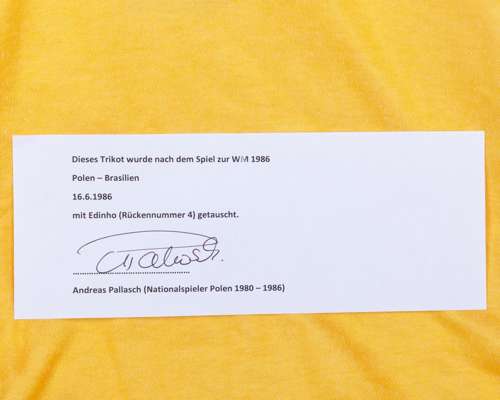 Dieses Trikot wurde nach dem Spiel zur WM 1986
Polen – Brasilien
16.6.1986
mit Edinho (Rückennummer 4) getauscht.
Andreas Pallasch (Nationalspieler Polen 1980 – 1986)